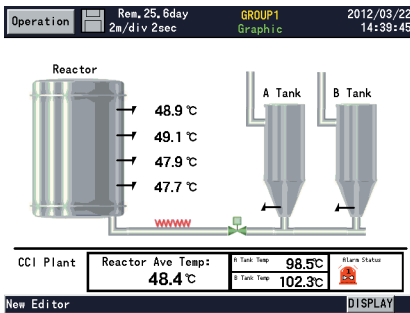 Operation
Rem.25.6day
2m/div 2sec
GROUP1
Graphic
2012/03/22
14:39:45
Reactor
A Tank
B Tank
48.9 ℃
49.1 ℃
47.9 ℃
47.7 ℃
CCI Plant
Reactor Ave Temp:
48.4 ℃
A Tank Temp 98.5℃
B Tank Temp 102.3℃
Alarm Status
New Editor
DISPLAY